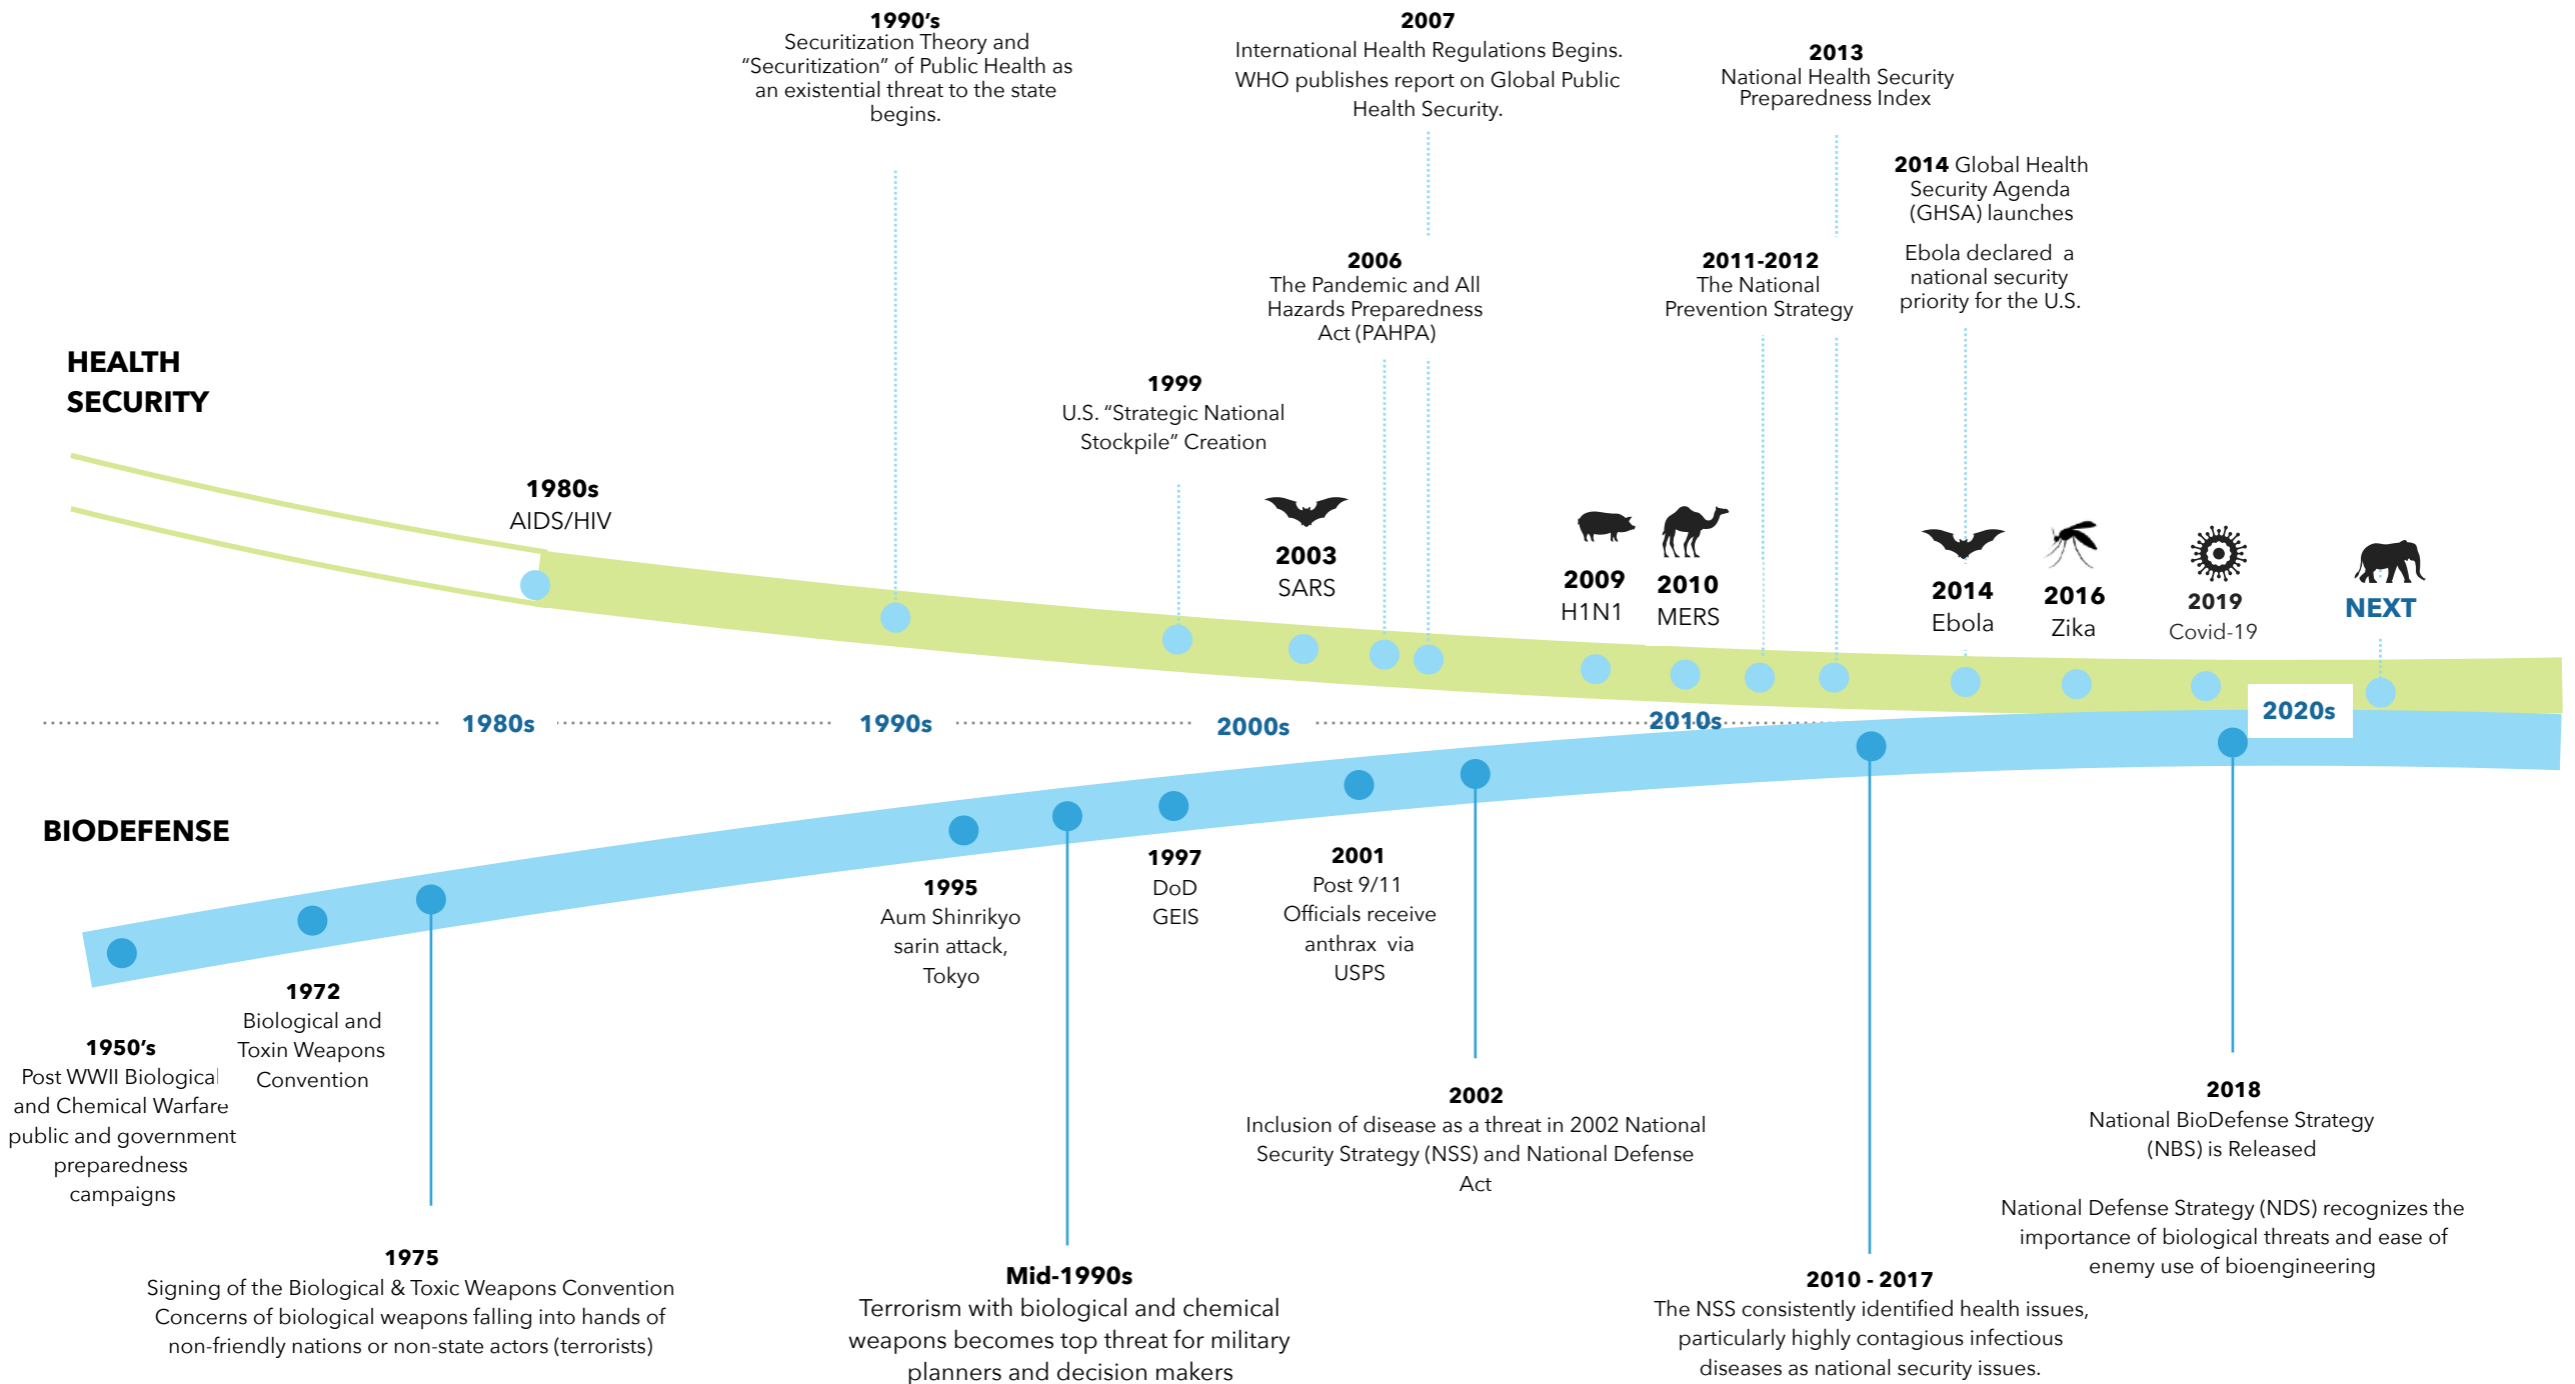 1990's
Securitization Theory and
"Securitization" of Public Health as
an existential threat to the state
begins.
2007
International Health Regulations Begins.
WHO publishes report on Global Public
Health Security.
2013
National Health Security
Preparedness Index
2014 Global Health
Security Agenda
(GHSA) launches
Ebola declared a
national security
priority for the U.S.
2006
The Pandemic and All
Hazards Preparedness
Act (PAHPA)
2011-2012
The National
Prevention Strategy
HEALTH
SECURITY
1999
U.S. "Strategic National
Stockpile" Creation
1980s
AIDS/HIV
2003
SARS
2009
H1N1
2010
MERS
2014
Ebola
2016
Zika
2019
Covid-19
NEXT
1980s
1990s
2000s
2010s
2020s
BIODEFENSE
1950's
Post WWII Biological
and Chemical Warfare
public and government
preparedness
campaigns
1972
Biological and
Toxin Weapons
Convention
1975
Signing of the Biological & Toxic Weapons Convention
Concerns of biological weapons falling into hands of
non-friendly nations or non-state actors (terrorists)
1995
Aum Shinrikyo
sarin attack,
Tokyo
Mid-1990s
Terrorism with biological and chemical
weapons becomes top threat for military
planners and decision makers
1997
DoD
GEIS
2001
Post 9/11
Officials receive
anthrax via
USPS
2002
Inclusion of disease as a threat in 2002 National
Security Strategy (NSS) and National Defense
Act
2010 - 2017
The NSS consistently identified health issues,
particularly highly contagious infectious
diseases as national security issues.
2018
National BioDefense Strategy
(NBS) is Released
National Defense Strategy (NDS) recognizes the
importance of biological threats and ease of
enemy use of bioengineering